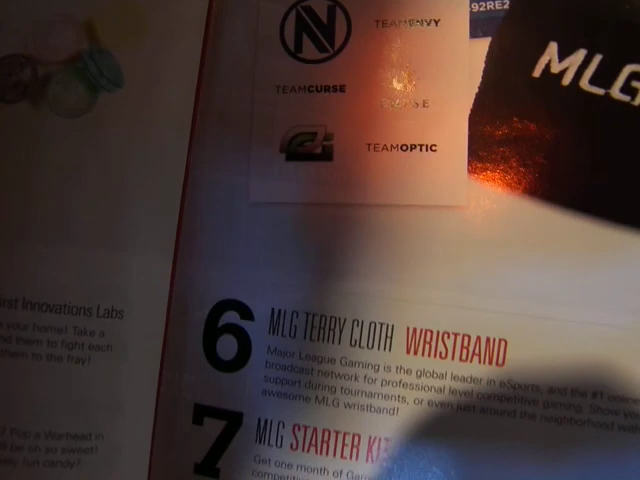 92RE2
TEAMENVY
MLG
TEAMCURSE
TEAMOPTIC
Innovations Labs
your home! Take a
them to fight each
them to the fray!
Pop a Warhead in
be oh so sweet!
fun candy?
6 MLG TERRY CLOTH WRISTBAND
Major League Gaming is the global leader in eSports, and the #1 online
broadcast network for professional level competitive gaming. Show
support during tournaments, or even just around the neighborhood
awesome MLG wristband!
7 MLG STARTER KIT
Get one month of